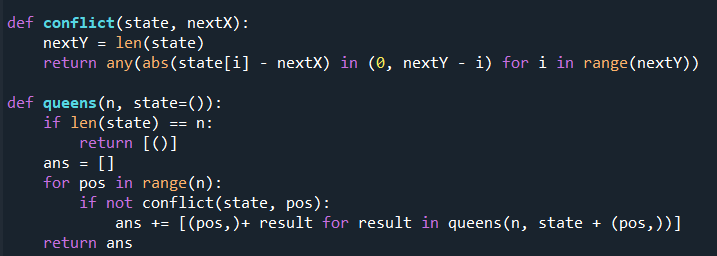 def conflict(state, nextX):
    nextY = len(state)
    return any(abs(state[i] - nextX) in (0, nextY - i) for i in range(nextY))

def queens(n, state=()):
    if len(state) == n:
        return [()]
    ans = []
    for pos in range(n):
        if not conflict(state, pos):
            ans += [(pos,)+ result for result in queens(n, state + (pos,))]
    return ans